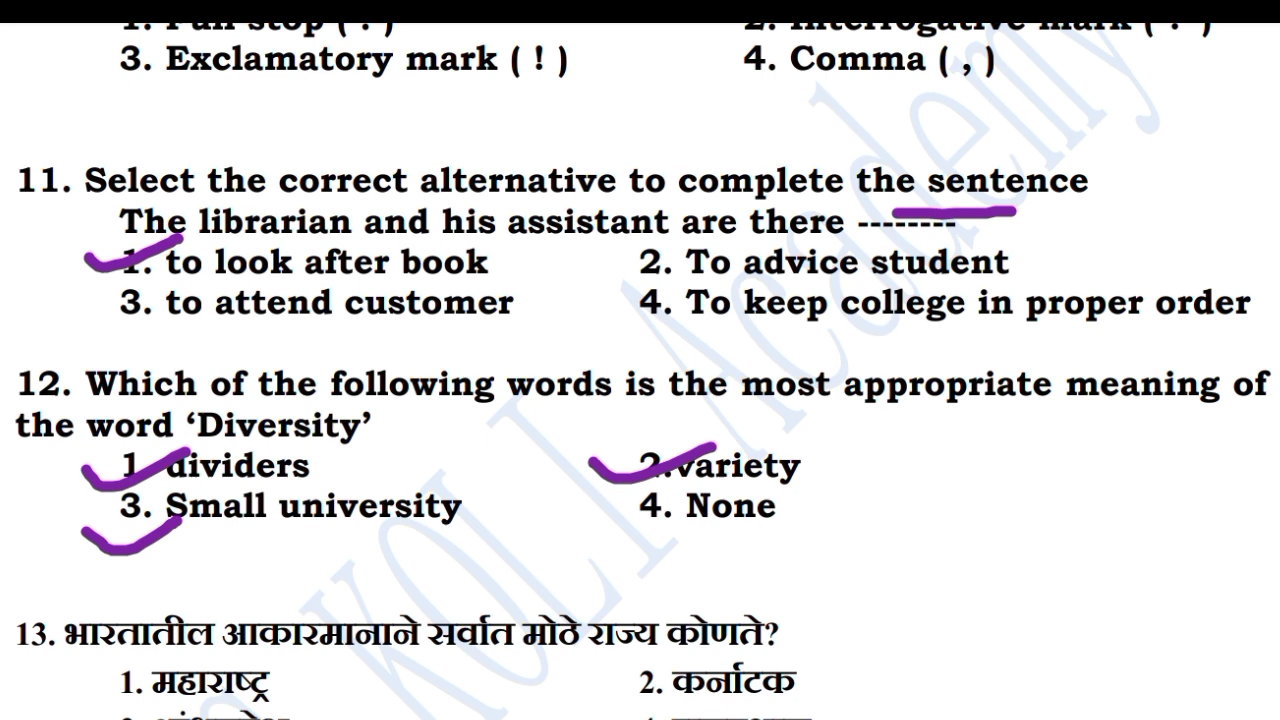 3. Exclamatory mark ( ! ) 4. Comma ( , )
11. Select the correct alternative to complete the sentence
The librarian and his assistant are there --------
1. to look after book 2. To advice student
3. to attend customer 4. To keep college in proper order
12. Which of the following words is the most appropriate meaning of
the word ‘Diversity’
1. dividers 2.variety
3. Small university 4. None
13. भारतातील आकारमानाने सर्वात मोठे राज्य कोणते?
1. महाराष्ट्र 2. कर्नाटक
KOLI Academy